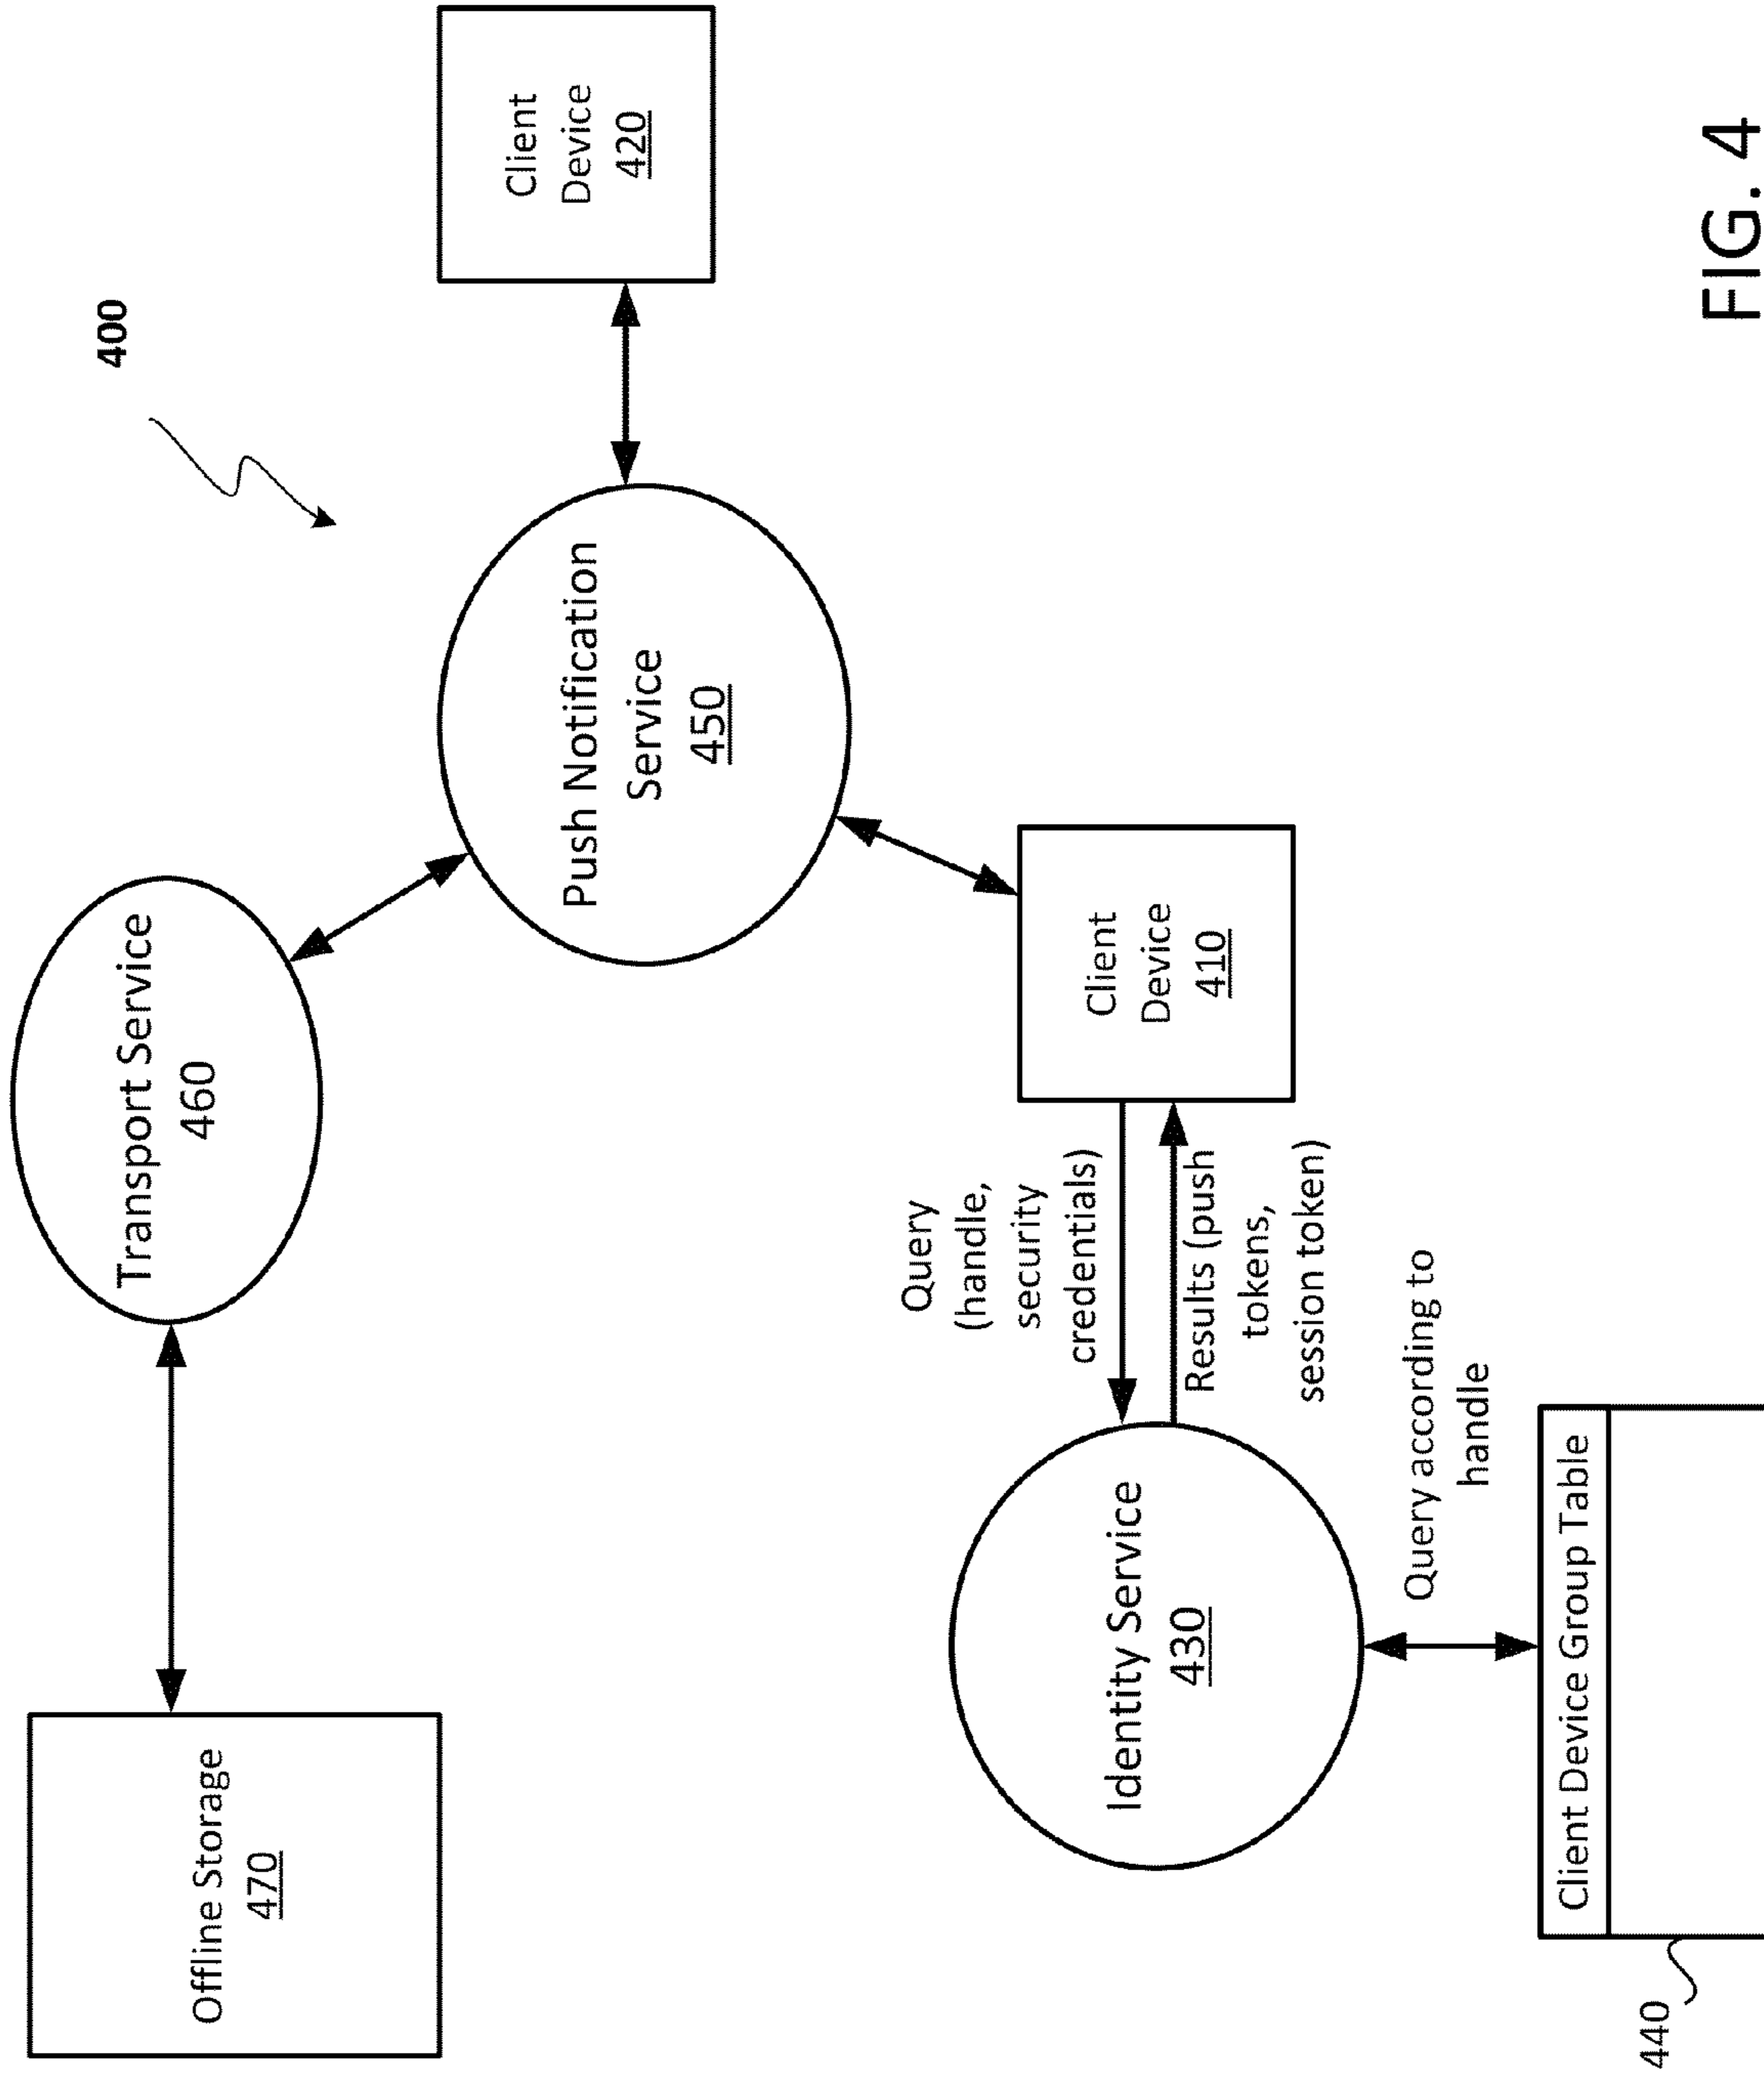 400
Offline Storage
470
Transport Service
460
Push Notification
Service
450
Client
Device
420
Client
Device
410
Query
(handle,
security
credentials)
Results (push
tokens,
session token)
Identity Service
430
Query according to
handle
Client Device Group Table
440
FIG. 4